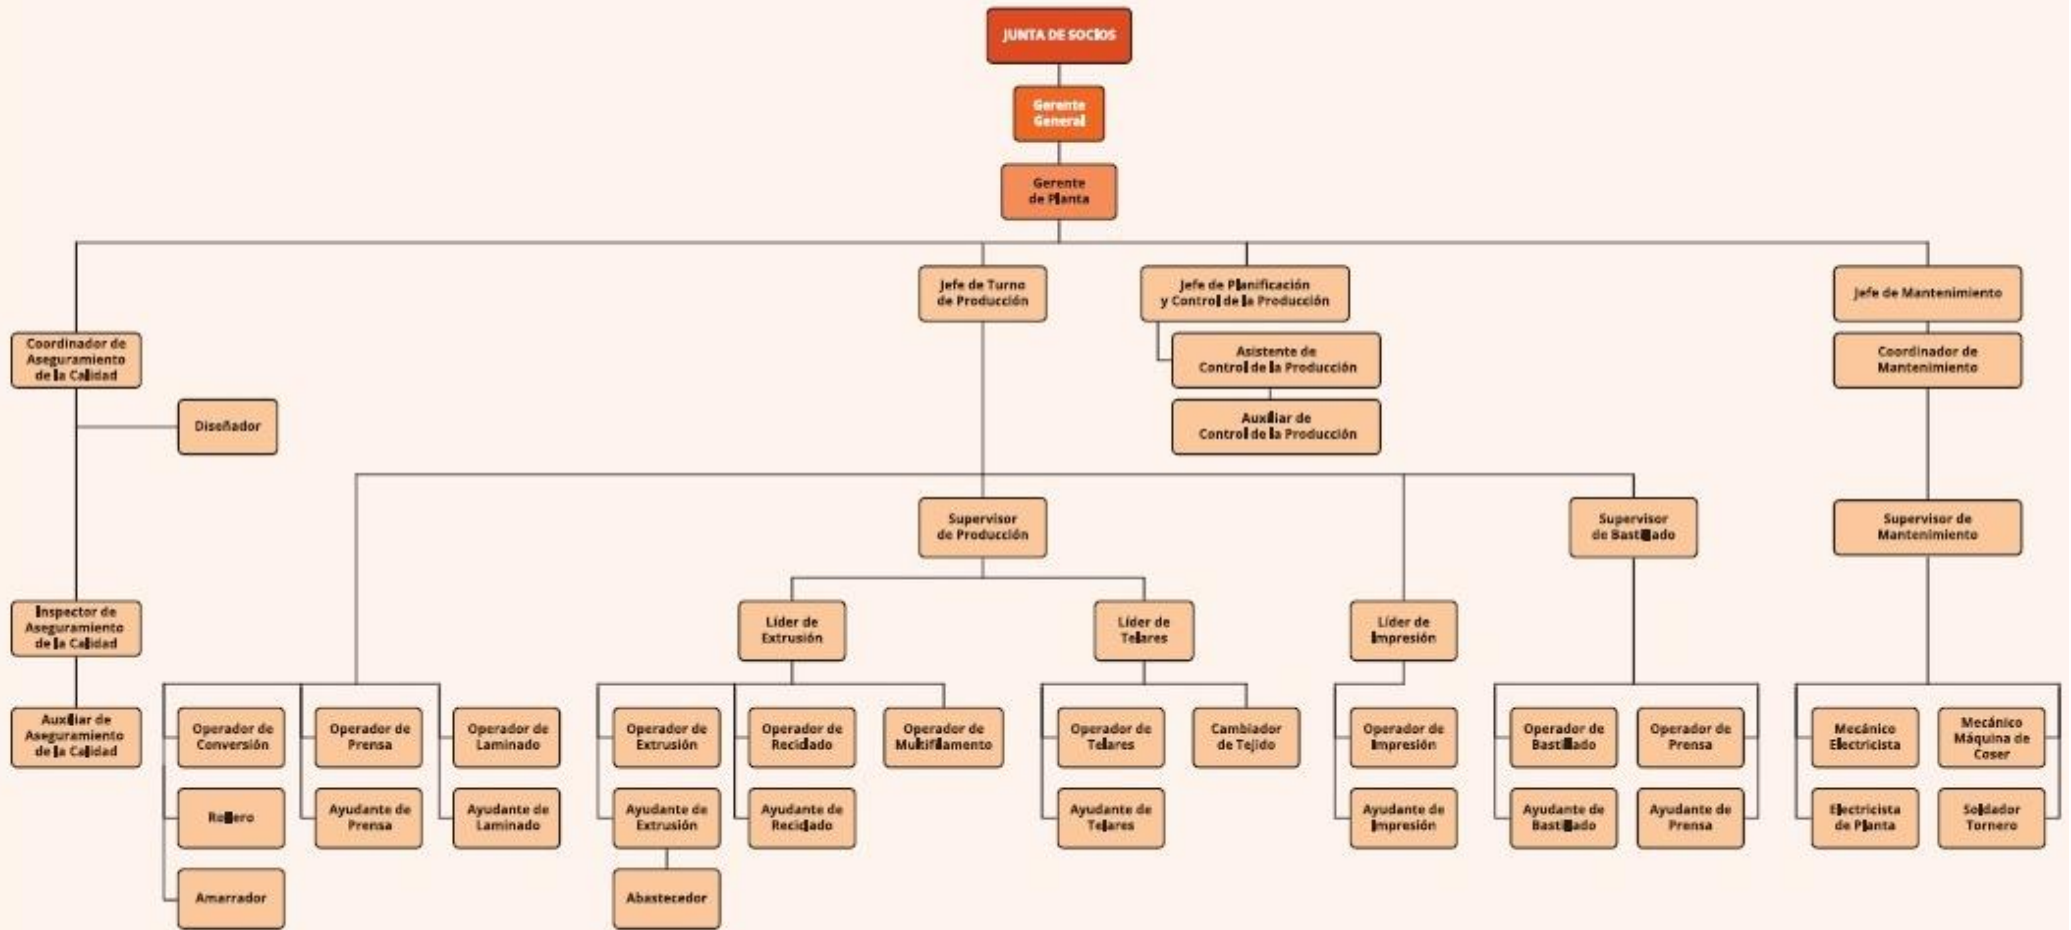 JUNTA DE SOCIOS
Gerente
General
Gerente
de Planta
Jefe de Turno
de Producción
Jefe de Planificación
y Control de la Producción
Jefe de Mantenimiento
Coordinador de
Aseguramiento
de la Calidad
Asistente de
Control de la Producción
Coordinador de
Mantenimiento
Diseñador
Auxiliar de
Control de la Producción
Supervisor
de Producción
Supervisor
de Bastillado
Supervisor de
Mantenimiento
Inspector de
Aseguramiento
de la Calidad
Líder de
Extrusión
Líder de
Telares
Líder de
Impresión
Auxiliar de
Aseguramiento
de la Calidad
Operador de
Conversión
Operador de
Prensa
Operador de
Laminado
Operador de
Extrusión
Operador de
Reciclado
Operador de
Multifilamento
Operador de
Telares
Cambiador
de Tejido
Operador de
Impresión
Operador de
Bastillado
Operador de
Prensa
Mecánico
Electricista
Mecánico
Máquina de
Coser
Rollero
Ayudante de
Prensa
Ayudante de
Laminado
Ayudante de
Extrusión
Ayudante de
Reciclado
Ayudante de
Telares
Ayudante de
Impresión
Ayudante de
Bastillado
Ayudante de
Prensa
Electricista
de Planta
Soldador
Tornero
Amarrador
Abastecedor